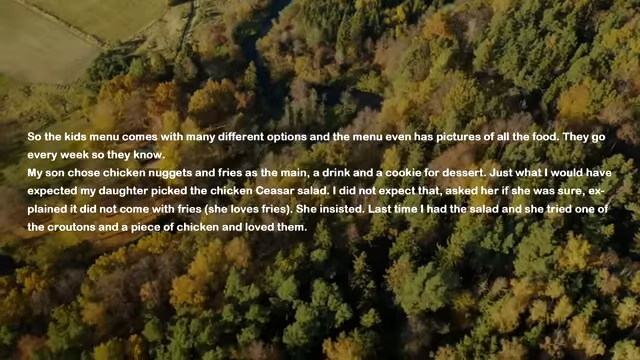 So the kids menu comes with many different options and the menu even has pictures of all the food. They go
every week so they know.
My son chose chicken nuggets and fries as the main, a drink and a cookie for dessert. Just what I would have
expected my daughter picked the chicken Ceasar salad. I did not expect that, asked her if she was sure, ex-
plained it did not come with fries (she loves fries). She insisted. Last time I had the salad and she tried one of
the croutons and a piece of chicken and loved them.